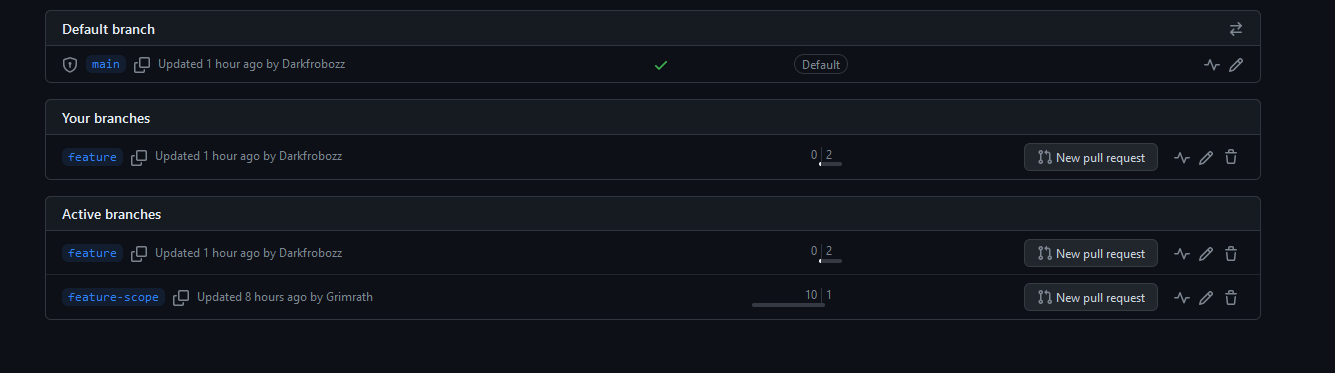 Default branch
main Updated 1 hour ago by Darkfrobozz Default
Your branches
feature Updated 1 hour ago by Darkfrobozz 0 2 New pull request
Active branches
feature Updated 1 hour ago by Darkfrobozz 0 2 New pull request
feature-scope Updated 8 hours ago by Grimrath 10 1 New pull request